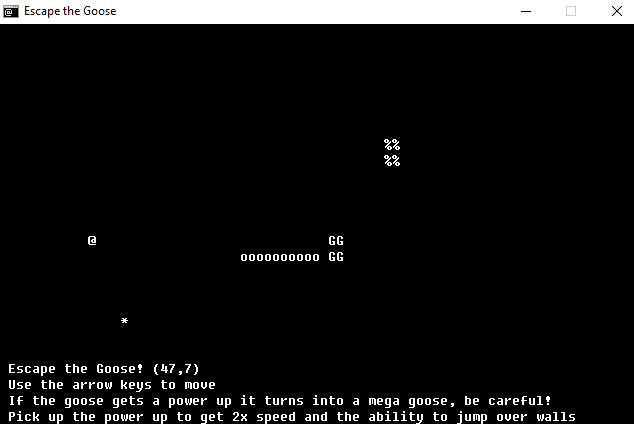 Escape the Goose
%%
%%
@ GG
oooooooooo GG
*
Escape the Goose! (47,7)
Use the arrow keys to move
If the goose gets a power up it turns into a mega goose, be careful!
Pick up the power up to get 2x speed and the ability to jump over walls